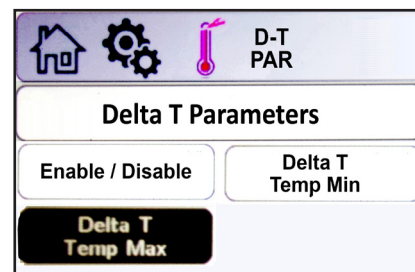 D-T
PAR
Delta T Parameters
Enable / Disable
Delta T
Temp Min
Delta T
Temp Max